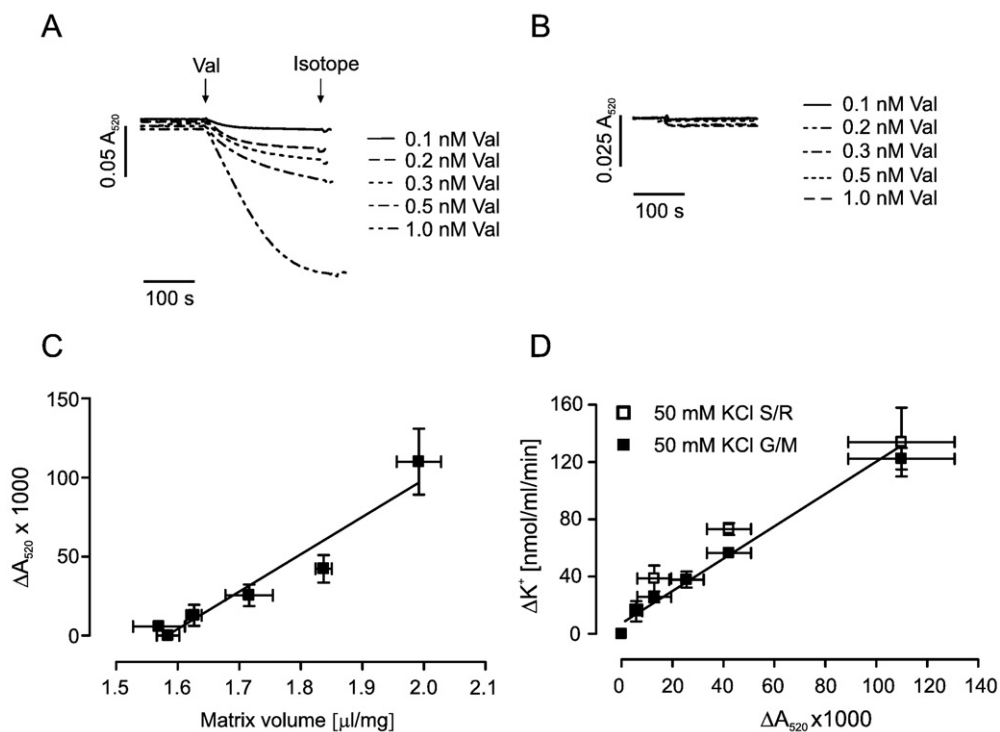 A
Val
Isotope
0.05 A₅₂₀
0.1 nM Val
0.2 nM Val
0.3 nM Val
0.5 nM Val
1.0 nM Val
100 s
B
0.025 A₅₂₀
0.1 nM Val
0.2 nM Val
0.3 nM Val
0.5 nM Val
1.0 nM Val
100 s
C
ΔA₅₂₀ x 1000
150
100
50
0
1.5 1.6 1.7 1.8 1.9 2.0 2.1
Matrix volume [μl/mg]
D
50 mM KCl S/R
50 mM KCl G/M
ΔK⁺ [nmol/ml/min]
160
120
80
40
0
0 20 40 60 80 100 120 140
ΔA₅₂₀ x1000